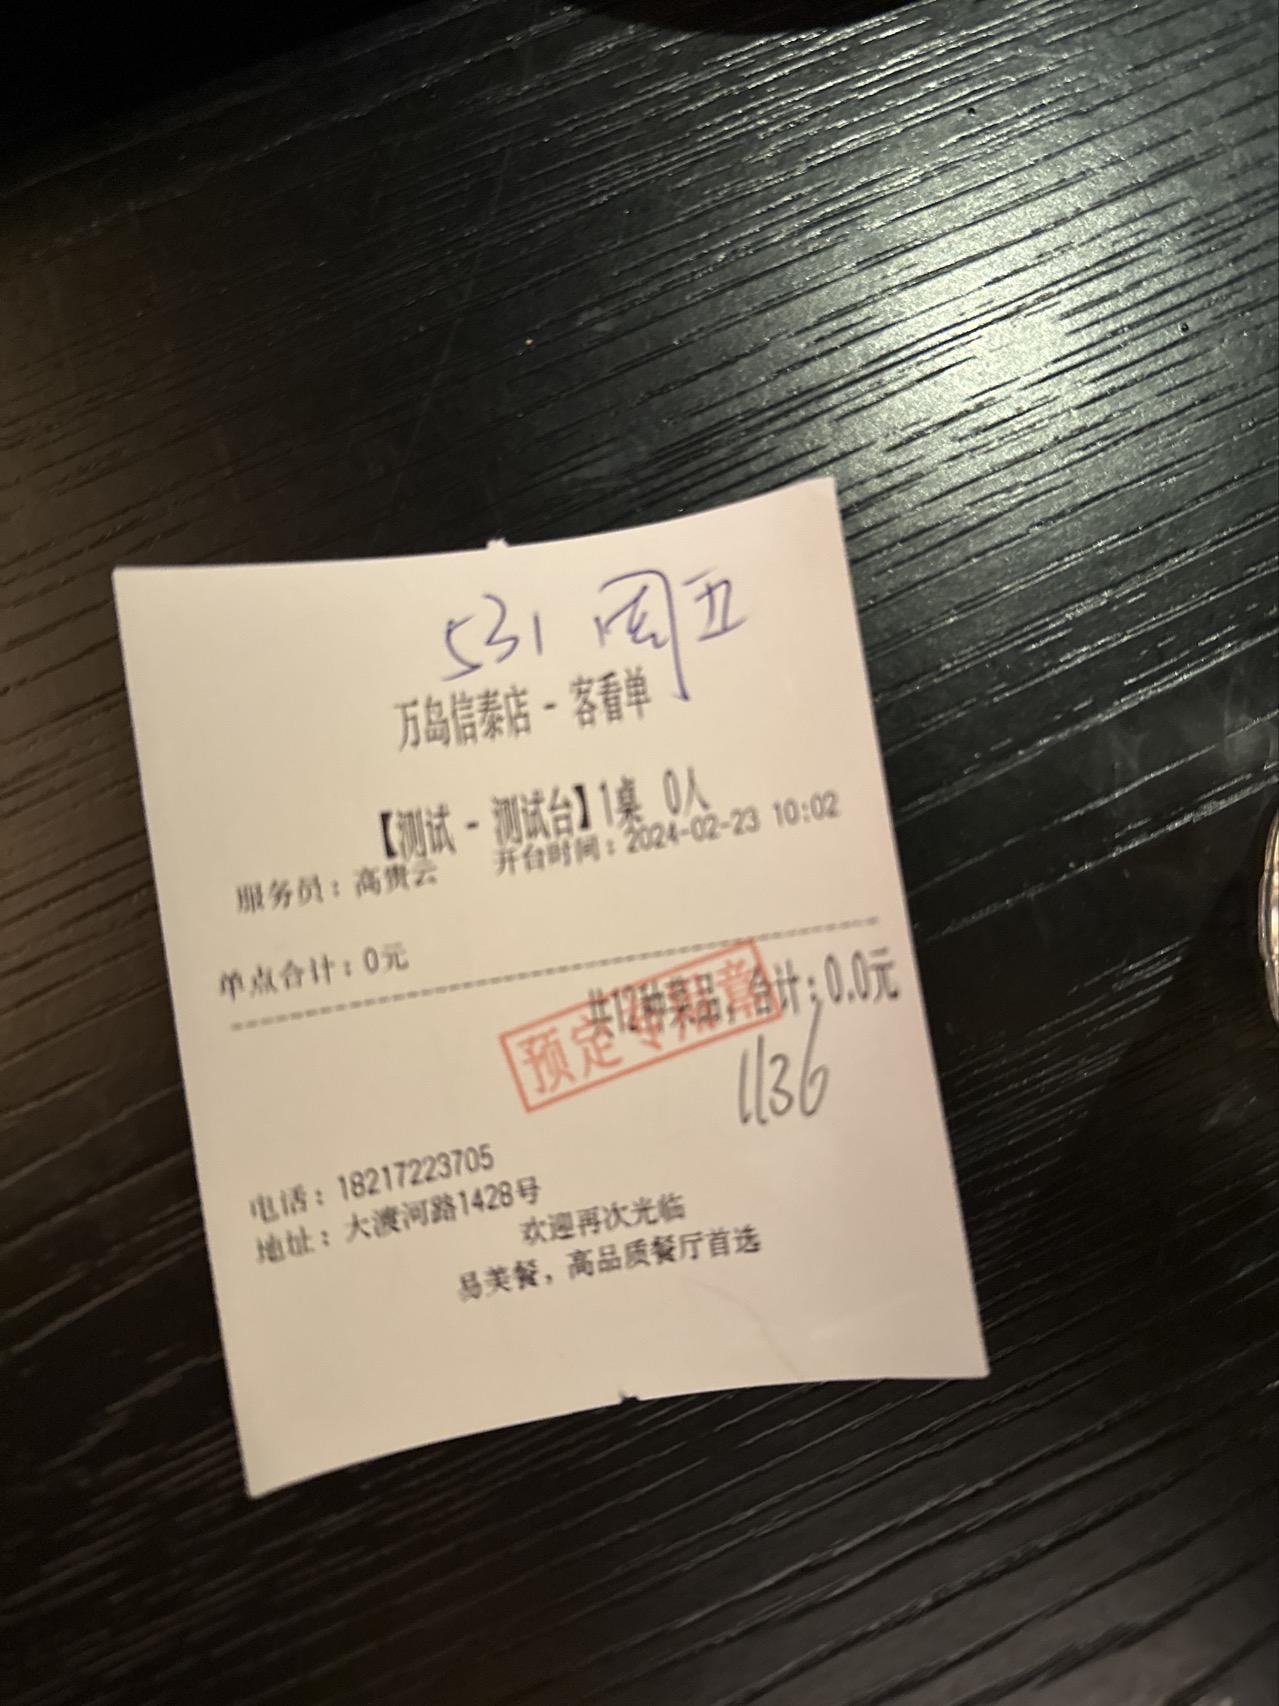 531 周五
万岛信泰店 - 客看单
【测试 - 测试台】1桌 0人
服务员：高贵云 开台时间：2024-02-23 10:02
单点合计：0元
共12种菜品，合计：0.0元
预定专用章
1136
电话：18217223705
地址：大渡河路1428号
欢迎再次光临
易美餐，高品质餐厅首选